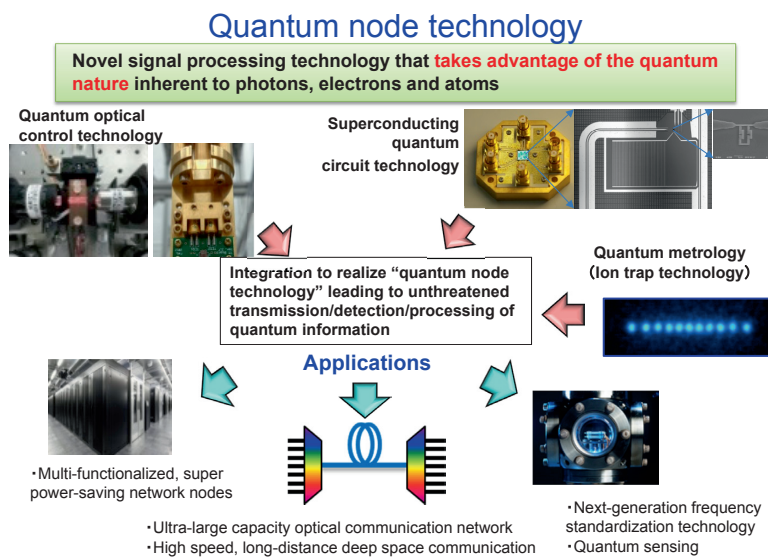 Quantum node technology
Novel signal processing technology that takes advantage of the quantum
nature inherent to photons, electrons and atoms
Quantum optical
control technology
Superconducting
quantum
circuit technology
Quantum metrology
(Ion trap technology)
Integration to realize “quantum node
technology” leading to unthreatened
transmission/detection/processing of
quantum information
Applications
・Multi-functionalized, super
power-saving network nodes
・Ultra-large capacity optical communication network
・High speed, long-distance deep space communication
・Next-generation frequency
standardization technology
・Quantum sensing